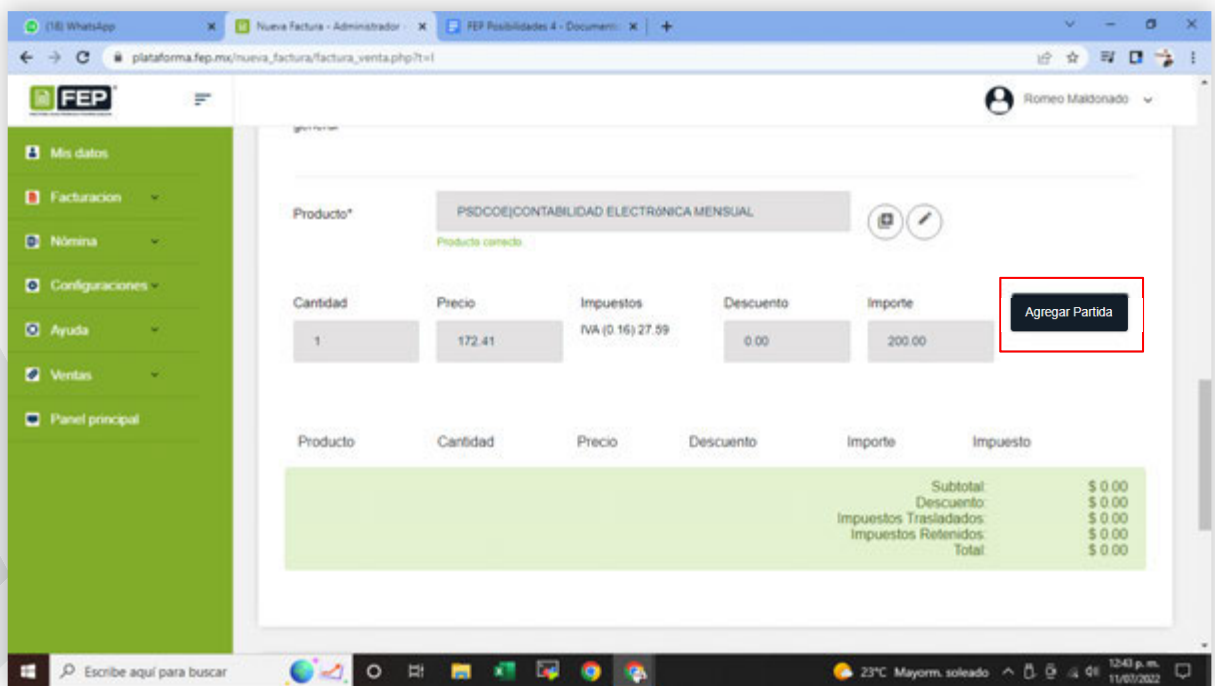 (18) WhatsApp
Nueva Factura - Administrador -
FEP Posibilidades 4 - Document
plataforma.fep.mx/nueva_factura/factura_venta.php?t=I
FEP
Romeo Maldonado
general
Mis datos
Facturacion
Nómina
Configuraciones
Ayuda
Ventas
Panel principal
Producto*
PSDCOE|CONTABILIDAD ELECTRóNICA MENSUAL
Producto correcto.
Cantidad Precio Impuestos Descuento Importe
Agregar Partida
1 172.41 IVA (0.16) 27.59 0.00 200.00
Producto Cantidad Precio Descuento Importe Impuesto
Subtotal: $ 0.00
Descuento: $ 0.00
Impuestos Trasladados: $ 0.00
Impuestos Retenidos: $ 0.00
Total: $ 0.00
Escribe aquí para buscar
23°C Mayorm. soleado
12:43 p. m.
11/07/2022